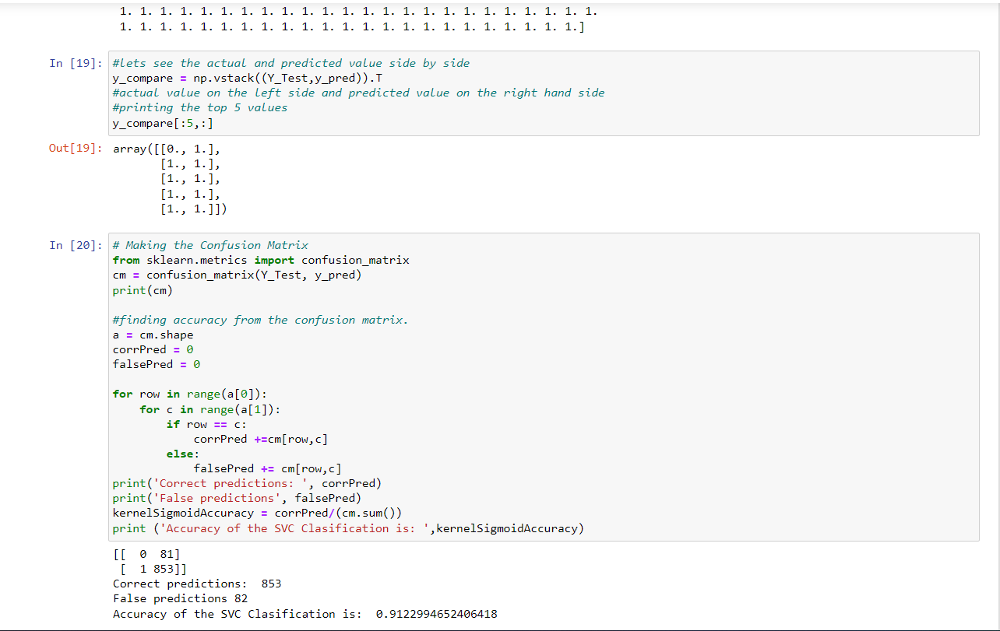 1. 1. 1. 1. 1. 1. 1. 1. 1. 1. 1. 1. 1. 1. 1. 1. 1. 1. 1. 1. 1. 1. 1. 1.
1. 1. 1. 1. 1. 1. 1. 1. 1. 1. 1. 1. 1. 1. 1. 1. 1. 1. 1. 1. 1. 1. 1.]
In [19]: #lets see the actual and predicted value side by side
y_compare = np.vstack((Y_Test,y_pred)).T
#actual value on the left side and predicted value on the right hand side
#printing the top 5 values
y_compare[:5,:]
Out[19]: array([[0., 1.],
[1., 1.],
[1., 1.],
[1., 1.],
[1., 1.]])
In [20]: # Making the Confusion Matrix
from sklearn.metrics import confusion_matrix
cm = confusion_matrix(Y_Test, y_pred)
print(cm)
#finding accuracy from the confusion matrix.
a = cm.shape
corrPred = 0
falsePred = 0
for row in range(a[0]):
for c in range(a[1]):
if row == c:
corrPred +=cm[row,c]
else:
falsePred += cm[row,c]
print('Correct predictions: ', corrPred)
print('False predictions', falsePred)
kernelSigmoidAccuracy = corrPred/(cm.sum())
print ('Accuracy of the SVC Clasification is: ',kernelSigmoidAccuracy)
[[ 0 81]
[ 1 853]]
Correct predictions: 853
False predictions 82
Accuracy of the SVC Clasification is: 0.9122994652406418